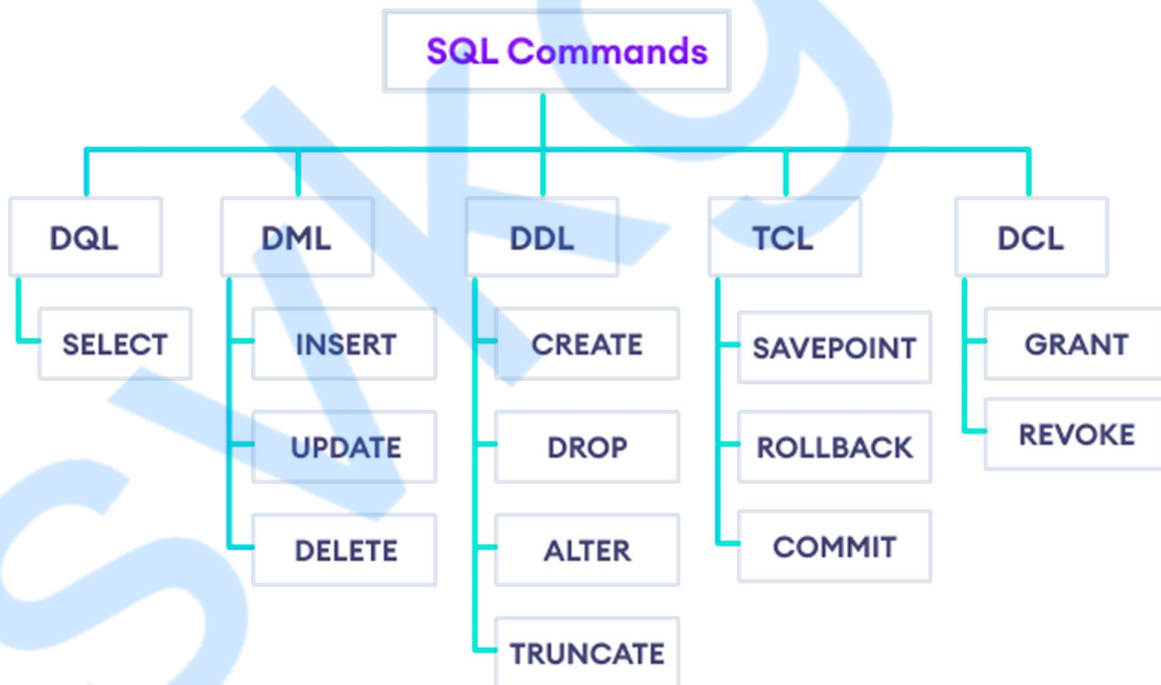 SQL Commands
DQL
DML
DDL
TCL
DCL
SELECT
INSERT
CREATE
SAVEPOINT
GRANT
UPDATE
DROP
ROLLBACK
REVOKE
DELETE
ALTER
COMMIT
TRUNCATE
svkg